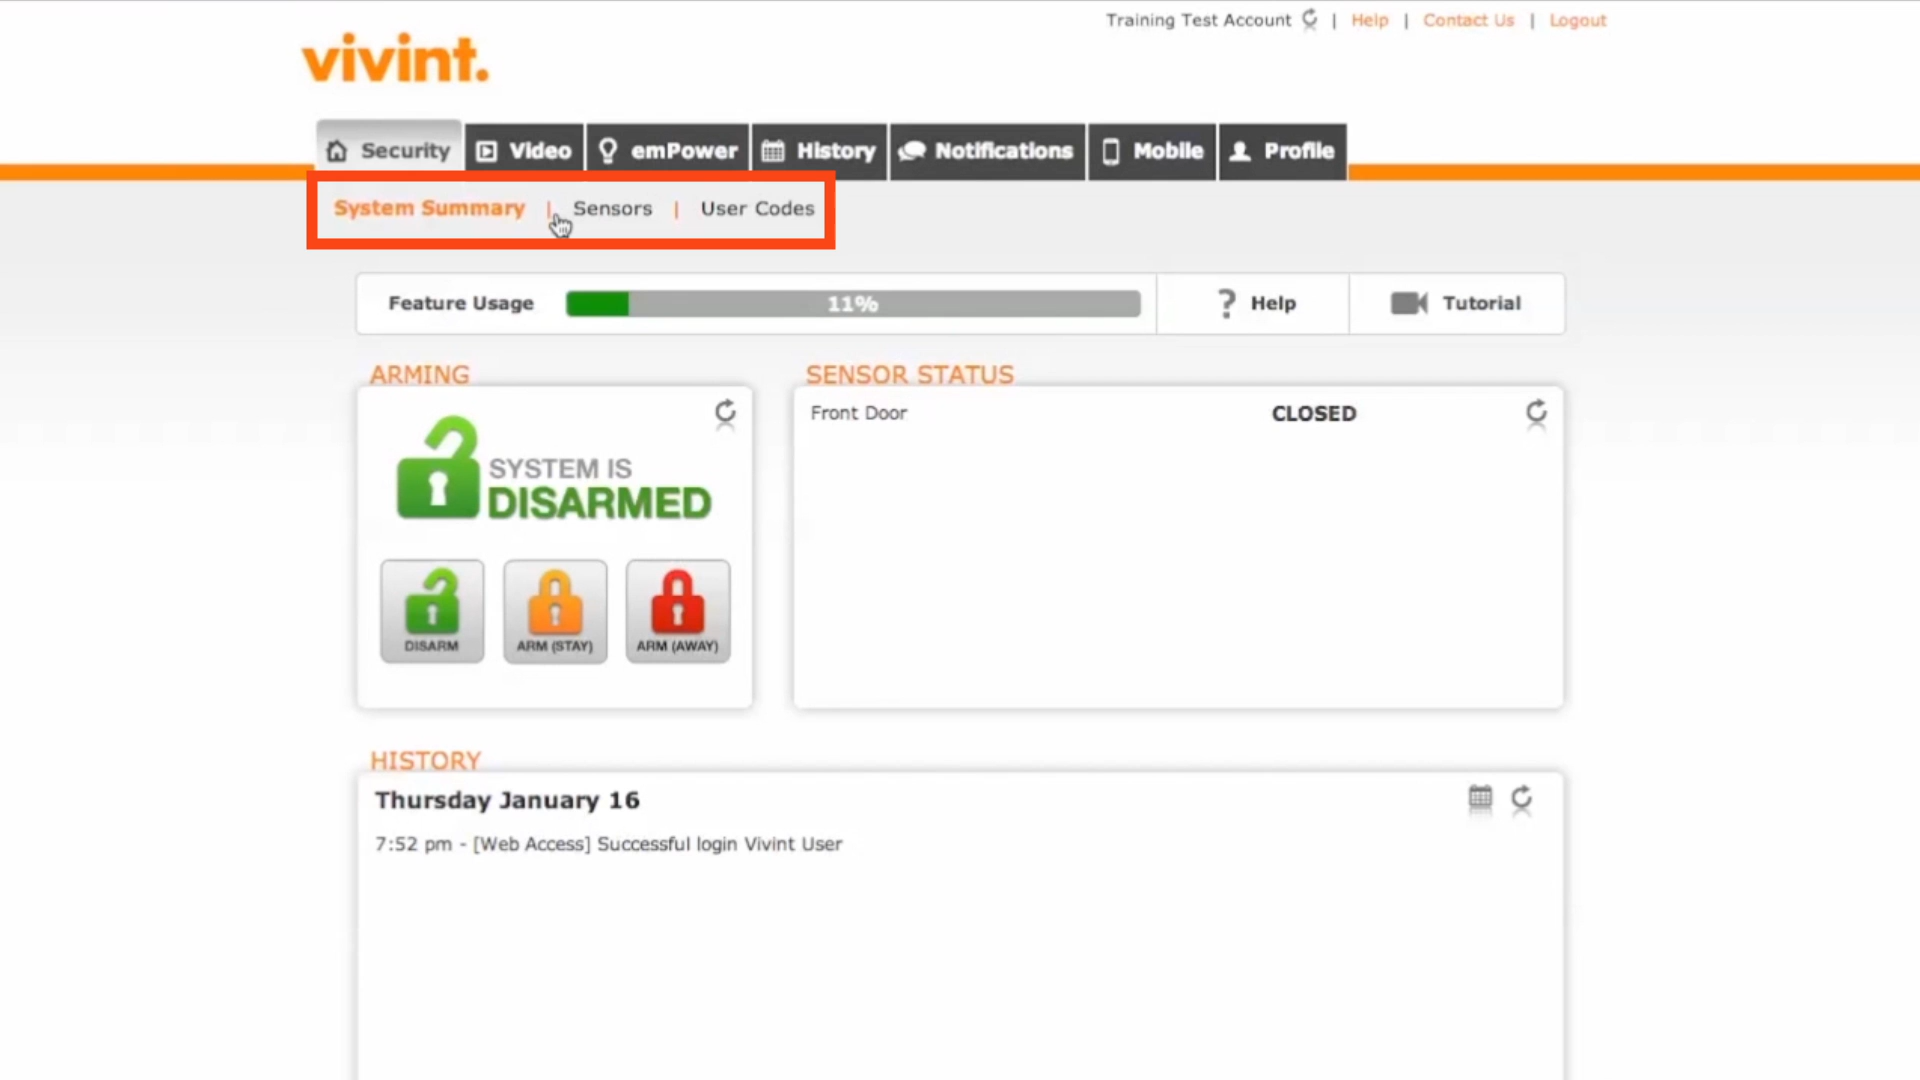 Training Test Account | Help | Contact Us | Logout
vivint.
Security Video emPower History Notifications Mobile Profile
System Summary | Sensors | User Codes
Feature Usage 11% ? Help Tutorial
ARMING
SYSTEM IS
DISARMED
DISARM ARM (STAY) ARM (AWAY)
SENSOR STATUS
Front Door CLOSED
HISTORY
Thursday January 16
7:52 pm - [Web Access] Successful login Vivint User